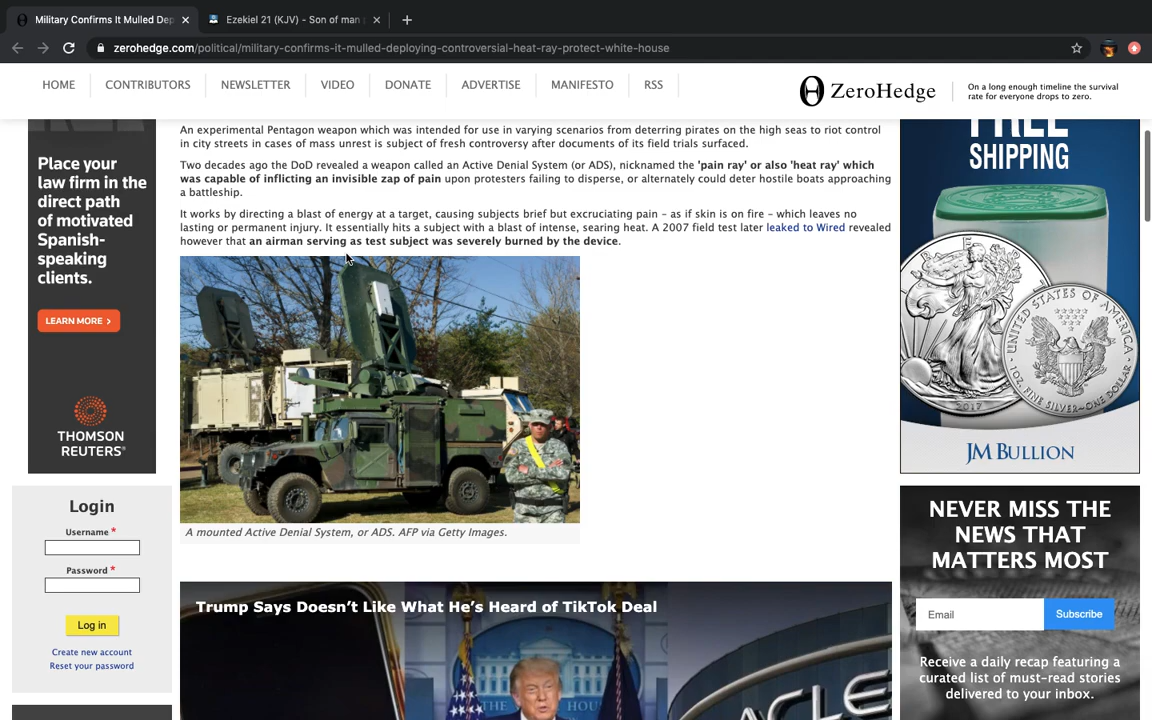 Military Confirms It Mulled Dep
Ezekiel 21 (KJV) - Son of man
zerohedge.com/political/military-confirms-it-mulled-deploying-controversial-heat-ray-protect-white-house
HOME
CONTRIBUTORS
NEWSLETTER
VIDEO
DONATE
ADVERTISE
MANIFESTO
RSS
ZeroHedge
On a long enough timeline the survival
rate for everyone drops to zero.
Place your
law firm in the
direct path
of motivated
Spanish-
speaking
clients.
LEARN MORE >
THOMSON
REUTERS®
Login
Username *
Password *
Log in
Create new account
Reset your password
An experimental Pentagon weapon which was intended for use in varying scenarios from deterring pirates on the high seas to riot control
in city streets in cases of mass unrest is subject of fresh controversy after documents of its field trials surfaced.
Two decades ago the DoD revealed a weapon called an Active Denial System (or ADS), nicknamed the 'pain ray' or also 'heat ray' which
was capable of inflicting an invisible zap of pain upon protesters failing to disperse, or alternately could deter hostile boats approaching
a battleship.
It works by directing a blast of energy at a target, causing subjects brief but excruciating pain – as if skin is on fire – which leaves no
lasting or permanent injury. It essentially hits a subject with a blast of intense, searing heat. A 2007 field test later leaked to Wired revealed
however that an airman serving as test subject was severely burned by the device.
A mounted Active Denial System, or ADS. AFP via Getty Images.
Trump Says Doesn't Like What He's Heard of TikTok Deal
THE
HOU
ACLE
FREE
SHIPPING
UNITED STATES OF AMERICA
1 OZ. FINE SILVER~ONE DOLLAR
2017
JM BULLION
NEVER MISS THE
NEWS THAT
MATTERS MOST
Email
Subscribe
Receive a daily recap featuring a
curated list of must-read stories
delivered to your inbox.